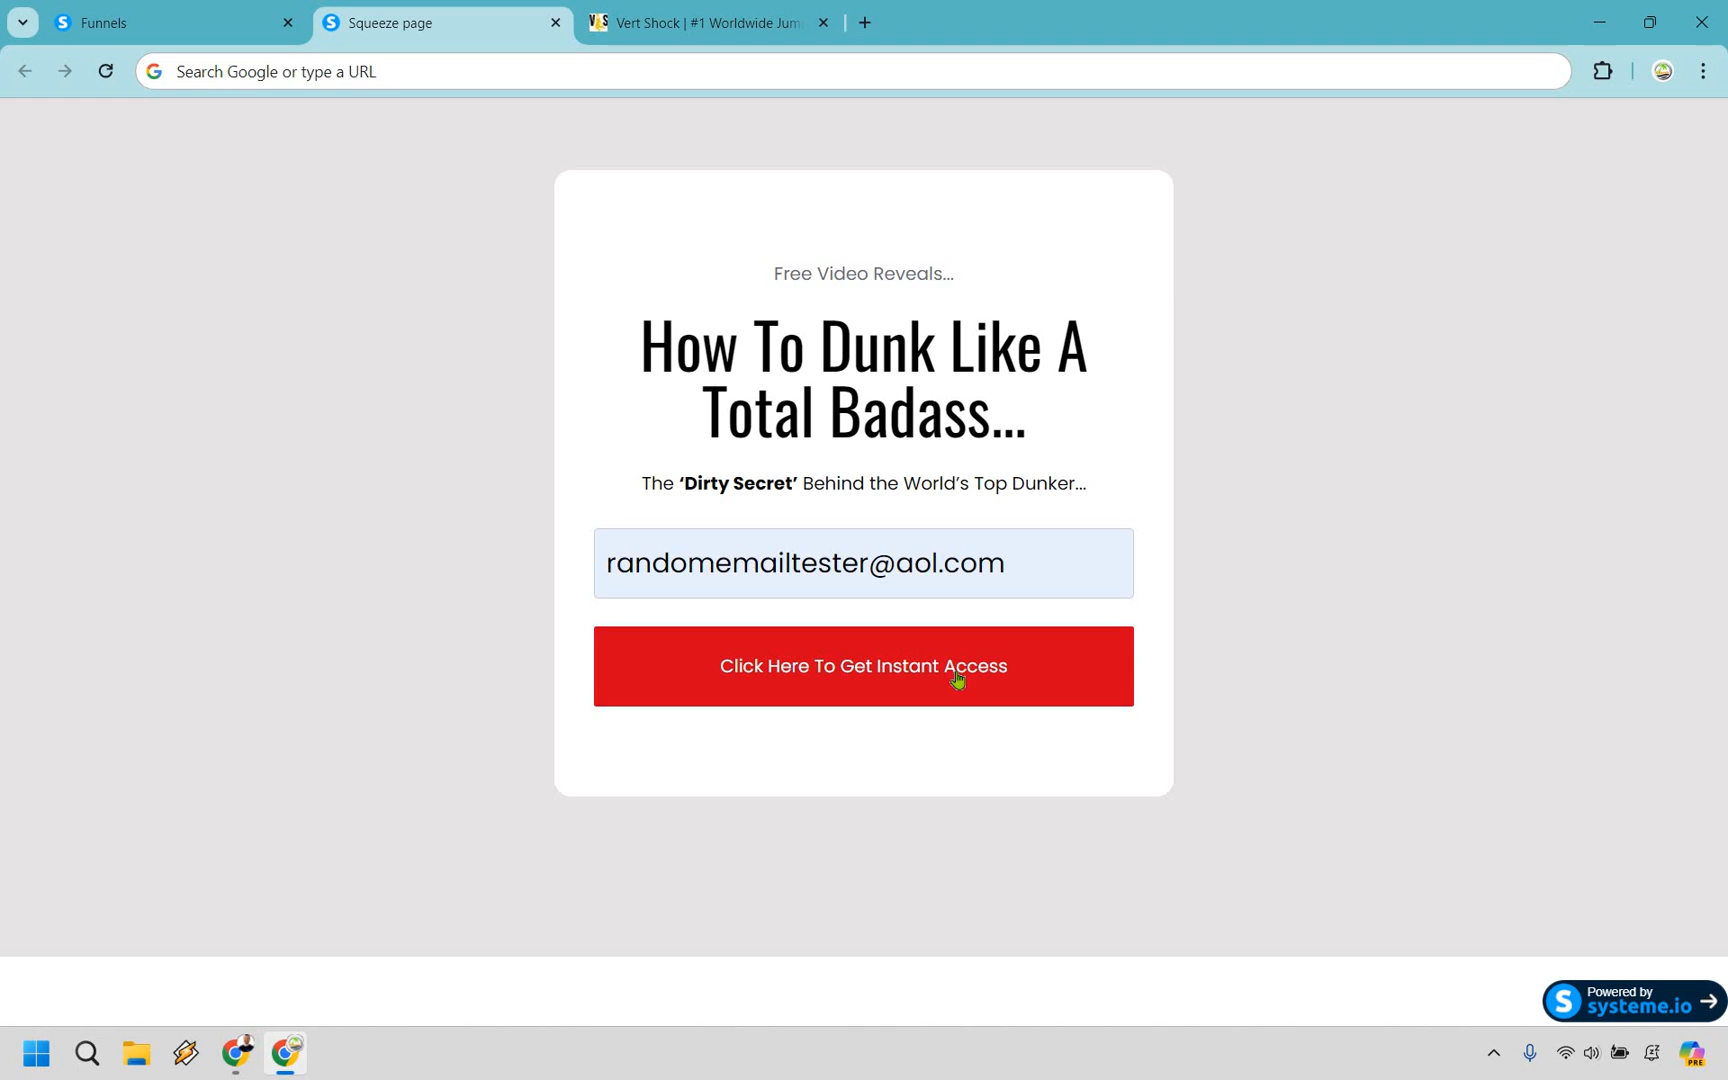 Funnels
Squeeze page
Vert Shock | #1 Worldwide Jum
Search Google or type a URL
Free Video Reveals...
How To Dunk Like A
Total Badass...
The ‘Dirty Secret’ Behind the World’s Top Dunker...
randomemailtester@aol.com
Click Here To Get Instant Access
Powered by
systeme.io
PRE